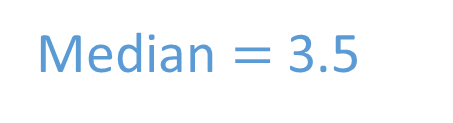 Median = 3.5